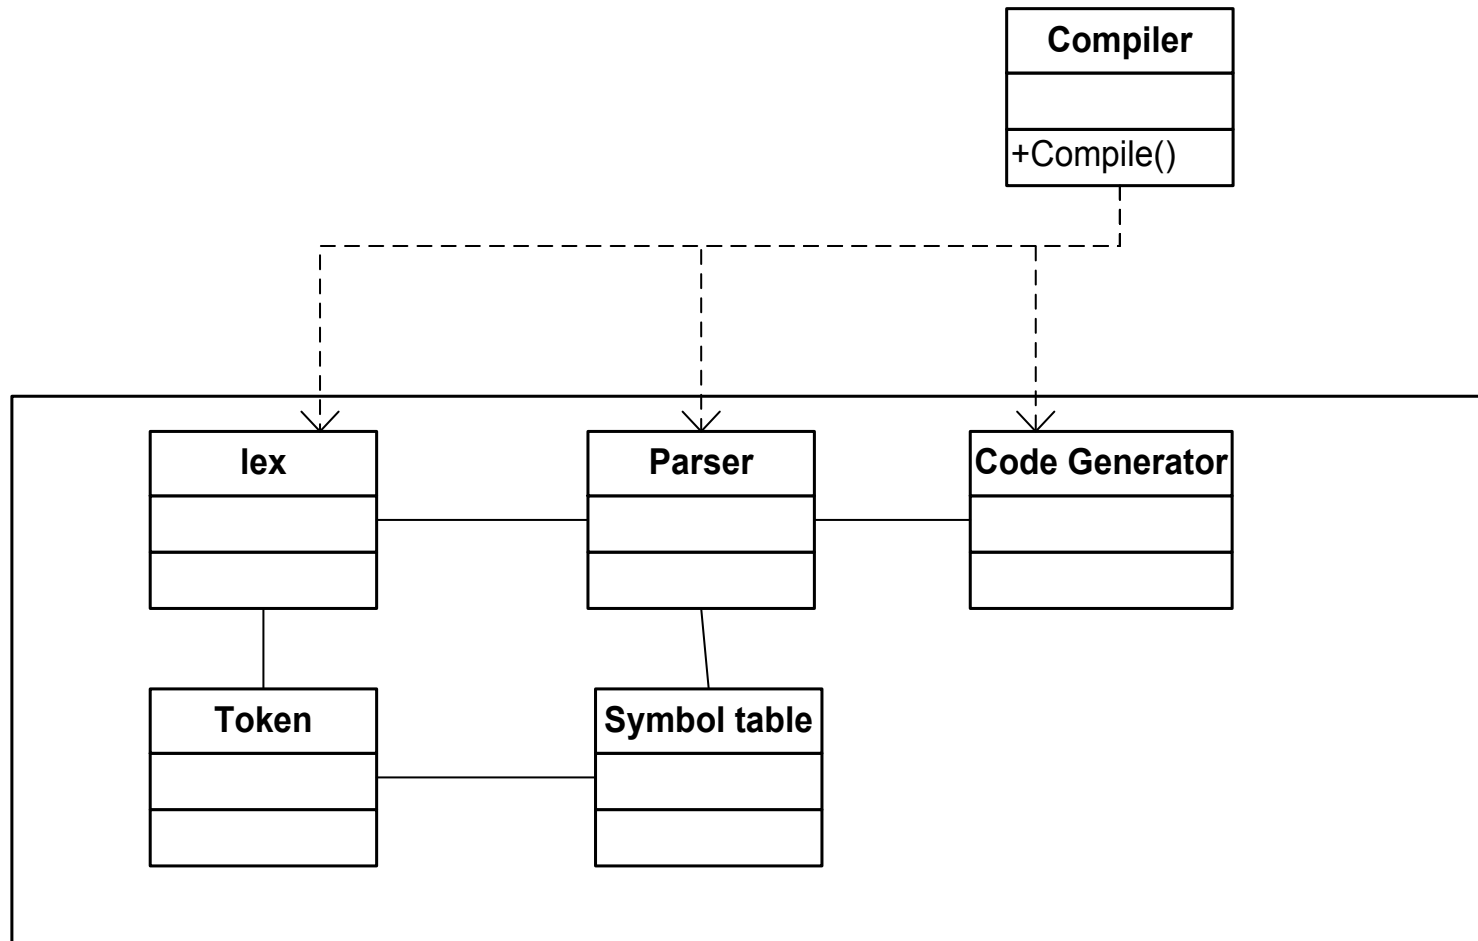 Compiler
+Compile()
lex
Parser
Code Generator
Token
Symbol table